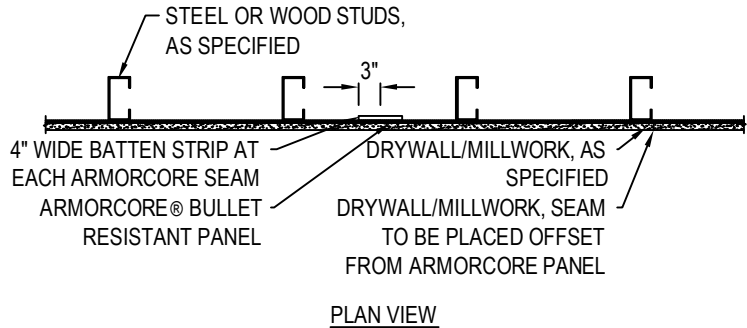 STEEL OR WOOD STUDS,
AS SPECIFIED
3"
4" WIDE BATTEN STRIP AT
EACH ARMORCORE SEAM
ARMORCORE® BULLET
RESISTANT PANEL
DRYWALL/MILLWORK, AS
SPECIFIED
DRYWALL/MILLWORK, SEAM
TO BE PLACED OFFSET
FROM ARMORCORE PANEL
PLAN VIEW